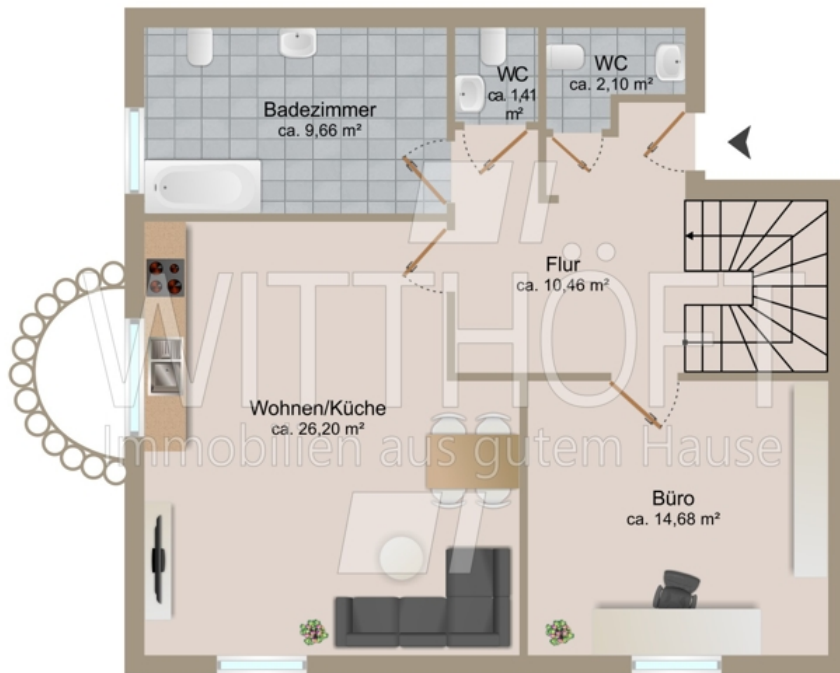 Badezimmer
ca. 9,66 m²
WC
ca. 1,41
m²
WC
ca. 2,10 m²
Flur
ca. 10,46 m²
WITTHÖFT
Immobilien aus gutem Hause
Wohnen/Küche
ca. 26,20 m²
Büro
ca. 14,68 m²